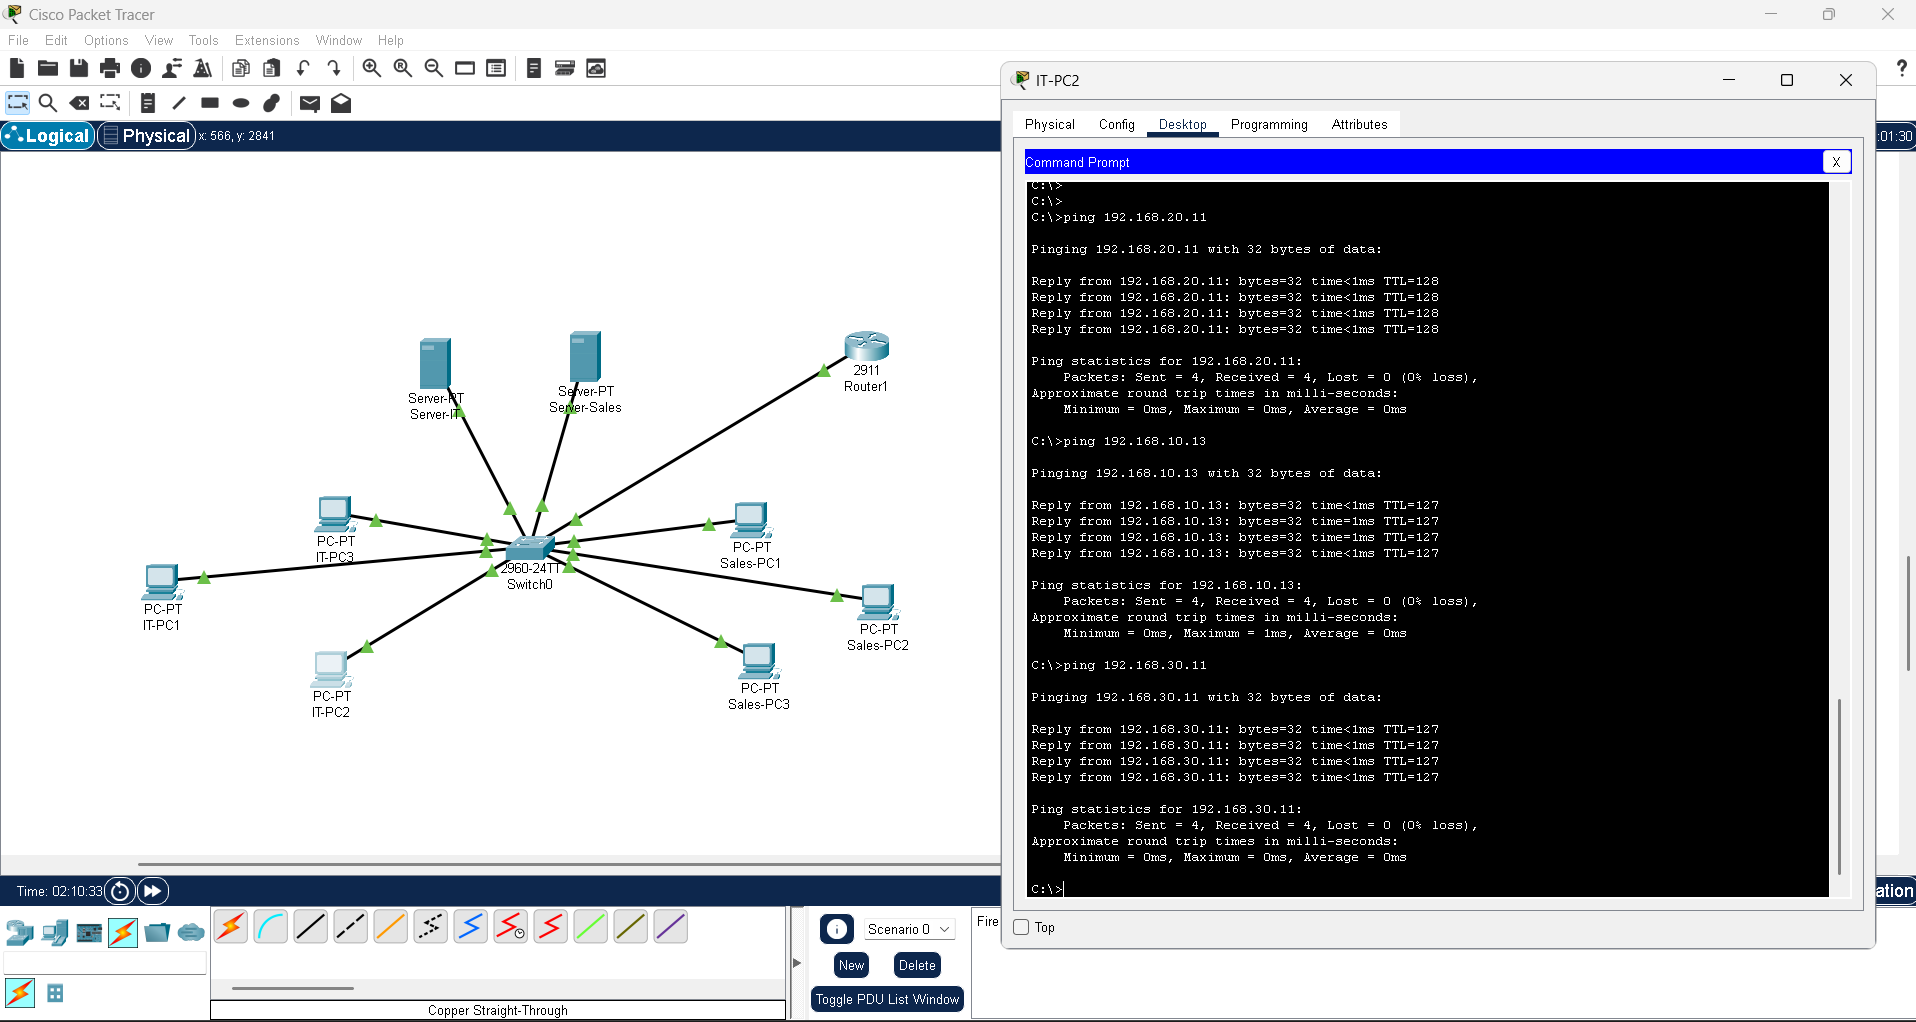 Cisco Packet Tracer
File Edit Options View Tools Extensions Window Help
Logical Physical x: 566, y: 2841
:01:30
Server-PT
Server-IT
Server-PT
Server-Sales
2911
Router1
PC-PT
IT-PC3
PC-PT
IT-PC1
PC-PT
IT-PC2
2960-24TT
Switch0
PC-PT
Sales-PC1
PC-PT
Sales-PC2
PC-PT
Sales-PC3
IT-PC2
Physical Config Desktop Programming Attributes
Command Prompt X
C:\>
C:\>
C:\>ping 192.168.20.11
Pinging 192.168.20.11 with 32 bytes of data:
Reply from 192.168.20.11: bytes=32 time<1ms TTL=128
Reply from 192.168.20.11: bytes=32 time<1ms TTL=128
Reply from 192.168.20.11: bytes=32 time<1ms TTL=128
Reply from 192.168.20.11: bytes=32 time<1ms TTL=128
Ping statistics for 192.168.20.11:
Packets: Sent = 4, Received = 4, Lost = 0 (0% loss),
Approximate round trip times in milli-seconds:
Minimum = 0ms, Maximum = 0ms, Average = 0ms
C:\>ping 192.168.10.13
Pinging 192.168.10.13 with 32 bytes of data:
Reply from 192.168.10.13: bytes=32 time<1ms TTL=127
Reply from 192.168.10.13: bytes=32 time=1ms TTL=127
Reply from 192.168.10.13: bytes=32 time=1ms TTL=127
Reply from 192.168.10.13: bytes=32 time<1ms TTL=127
Ping statistics for 192.168.10.13:
Packets: Sent = 4, Received = 4, Lost = 0 (0% loss),
Approximate round trip times in milli-seconds:
Minimum = 0ms, Maximum = 1ms, Average = 0ms
C:\>ping 192.168.30.11
Pinging 192.168.30.11 with 32 bytes of data:
Reply from 192.168.30.11: bytes=32 time<1ms TTL=127
Reply from 192.168.30.11: bytes=32 time<1ms TTL=127
Reply from 192.168.30.11: bytes=32 time<1ms TTL=127
Reply from 192.168.30.11: bytes=32 time<1ms TTL=127
Ping statistics for 192.168.30.11:
Packets: Sent = 4, Received = 4, Lost = 0 (0% loss),
Approximate round trip times in milli-seconds:
Minimum = 0ms, Maximum = 0ms, Average = 0ms
C:\>
Top
Time: 02:10:33
ation
Scenario 0
Fire
New Delete
Toggle PDU List Window
Copper Straight-Through